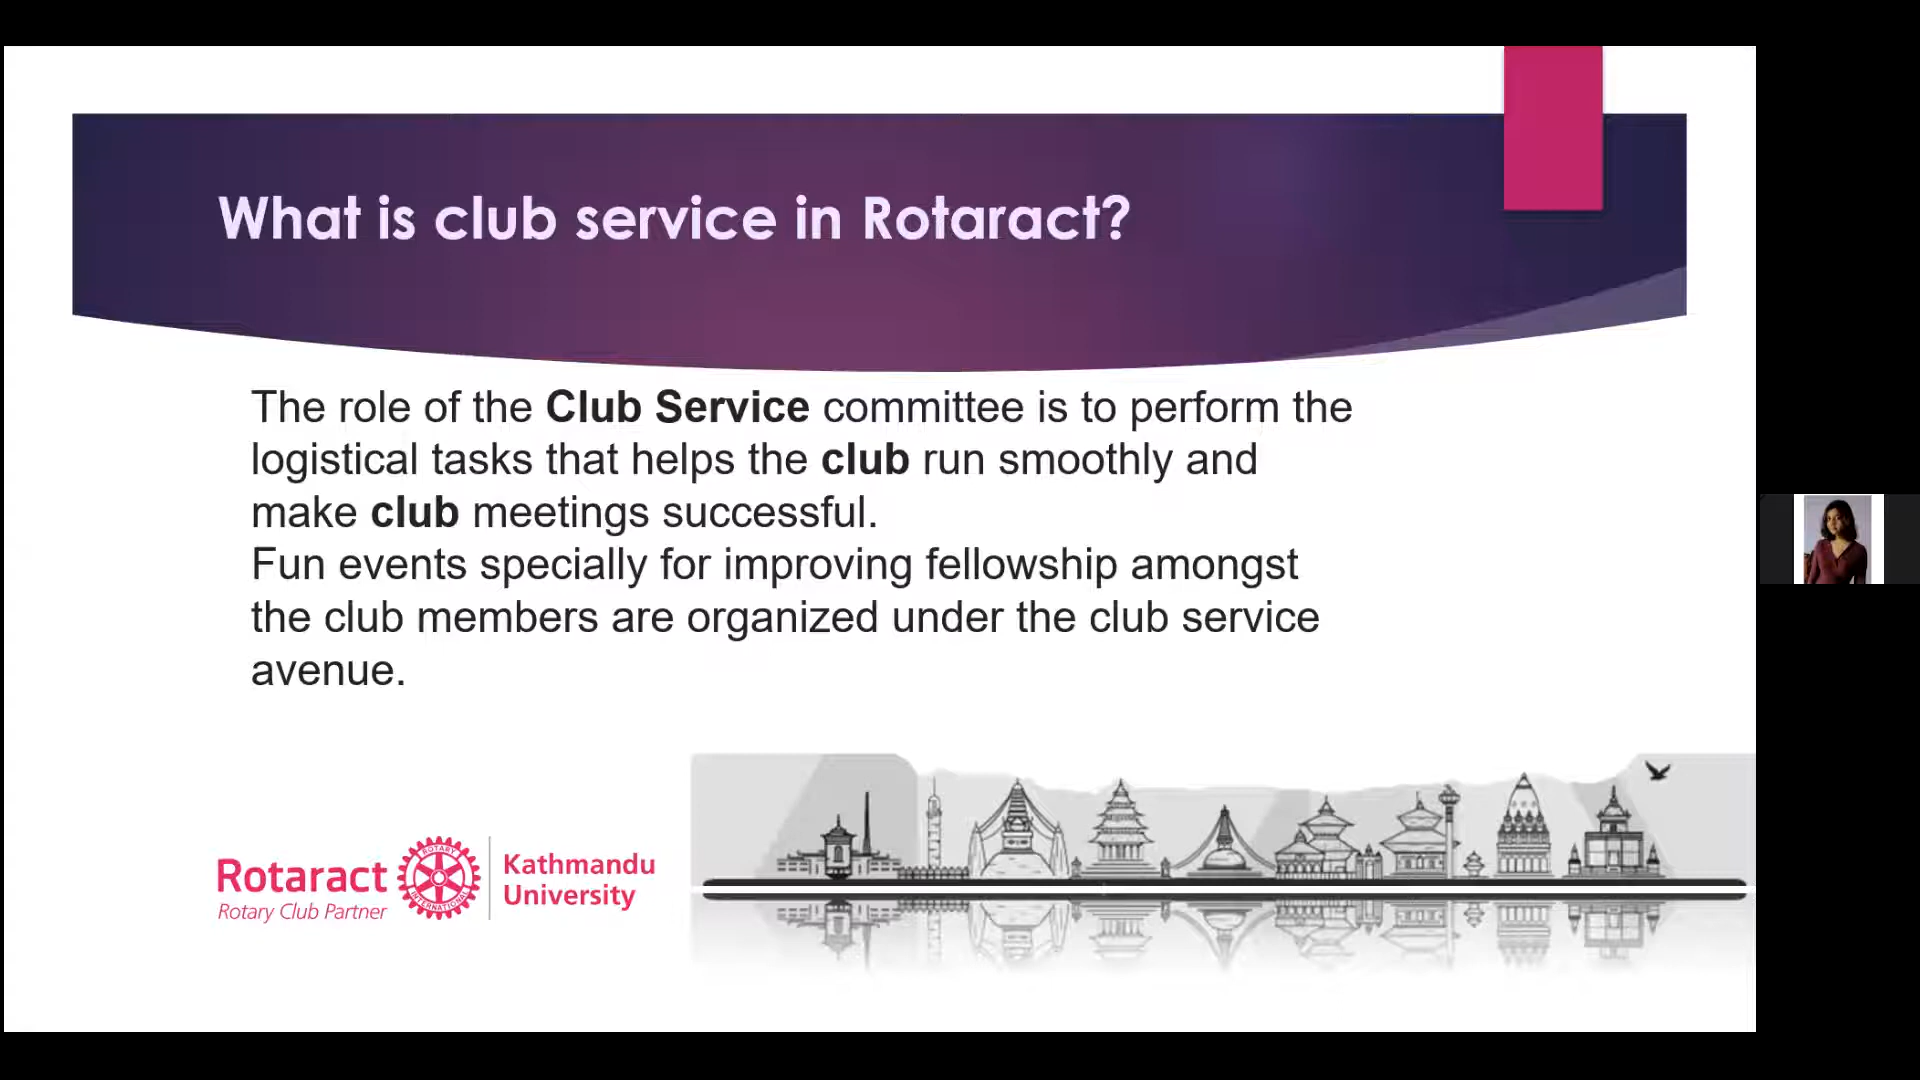 What is club service in Rotaract?
The role of the Club Service committee is to perform the
logistical tasks that helps the club run smoothly and
make club meetings successful.
Fun events specially for improving fellowship amongst
the club members are organized under the club service
avenue.
Rotaract
Rotary Club Partner
ROTARY
INTERNATIONAL
Kathmandu
University